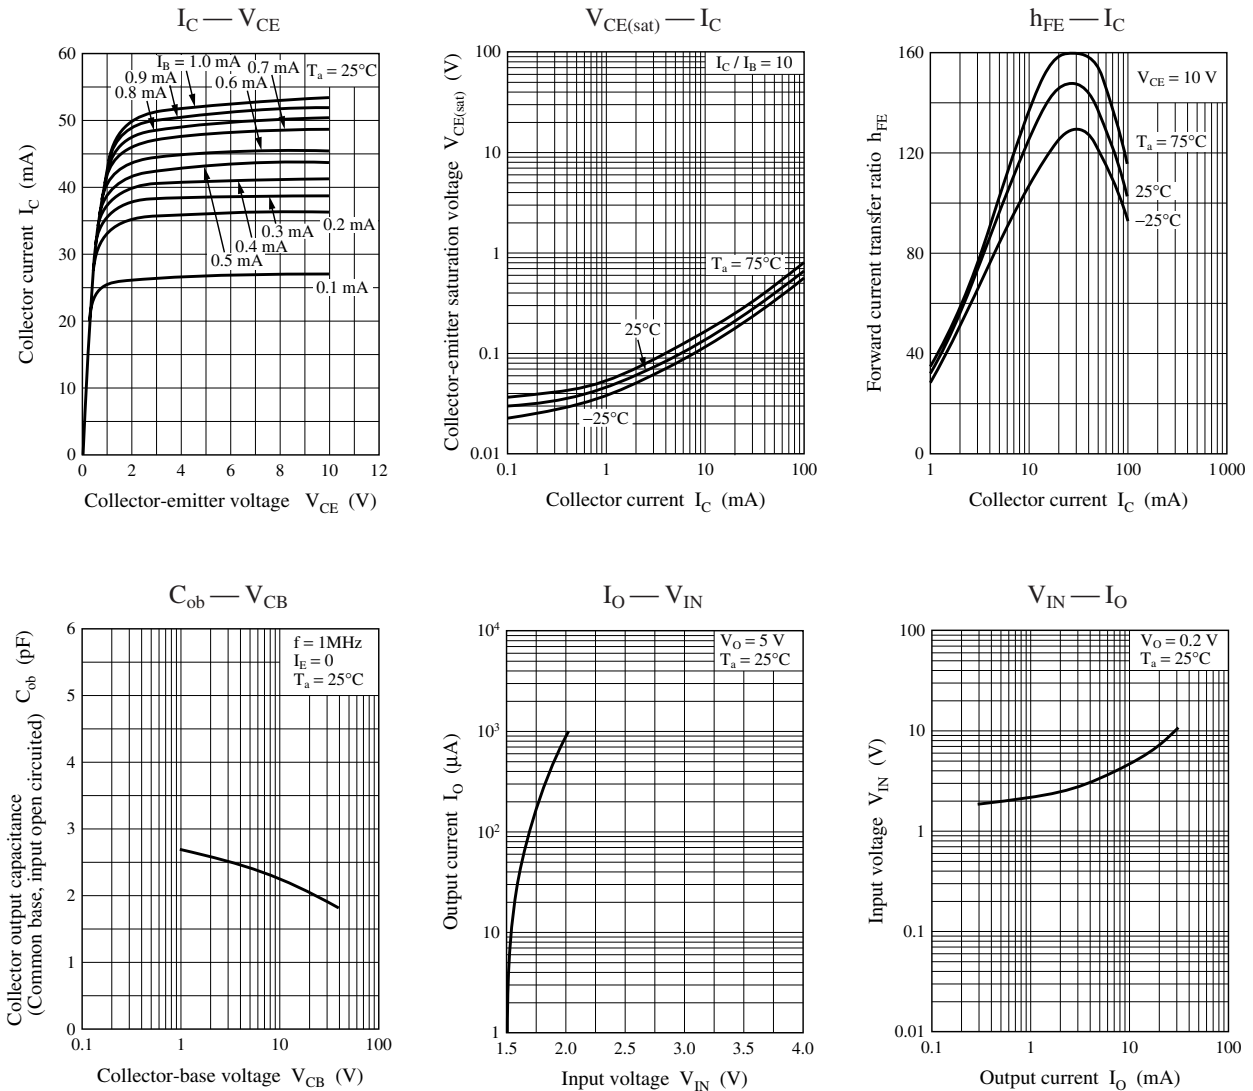 I_C — V_CE
60
50
40
30
20
10
0
0 2 4 6 8 10 12
I_B = 1.0 mA
0.9 mA
0.8 mA
0.7 mA
0.6 mA
T_a = 25°C
0.2 mA
0.3 mA
0.4 mA
0.5 mA
0.1 mA
Collector current I_C (mA)
Collector-emitter voltage V_CE (V)
V_CE(sat) — I_C
100
10
1
0.1
0.01
0.1 1 10 100
I_C / I_B = 10
T_a = 75°C
25°C
–25°C
Collector-emitter saturation voltage V_CE(sat) (V)
Collector current I_C (mA)
h_FE — I_C
160
120
80
40
0
1 10 100 1 000
V_CE = 10 V
T_a = 75°C
25°C
–25°C
Forward current transfer ratio h_FE
Collector current I_C (mA)
C_ob — V_CB
6
5
4
3
2
1
0
0.1 1 10 100
f = 1MHz
I_E = 0
T_a = 25°C
Collector output capacitance
(Common base, input open circuited) C_ob (pF)
Collector-base voltage V_CB (V)
I_O — V_IN
10⁴
10³
10²
10
1
1.5 2.0 2.5 3.0 3.5 4.0
V_O = 5 V
T_a = 25°C
Output current I_O (μA)
Input voltage V_IN (V)
V_IN — I_O
100
10
1
0.1
0.01
0.1 1 10 100
V_O = 0.2 V
T_a = 25°C
Input voltage V_IN (V)
Output current I_O (mA)